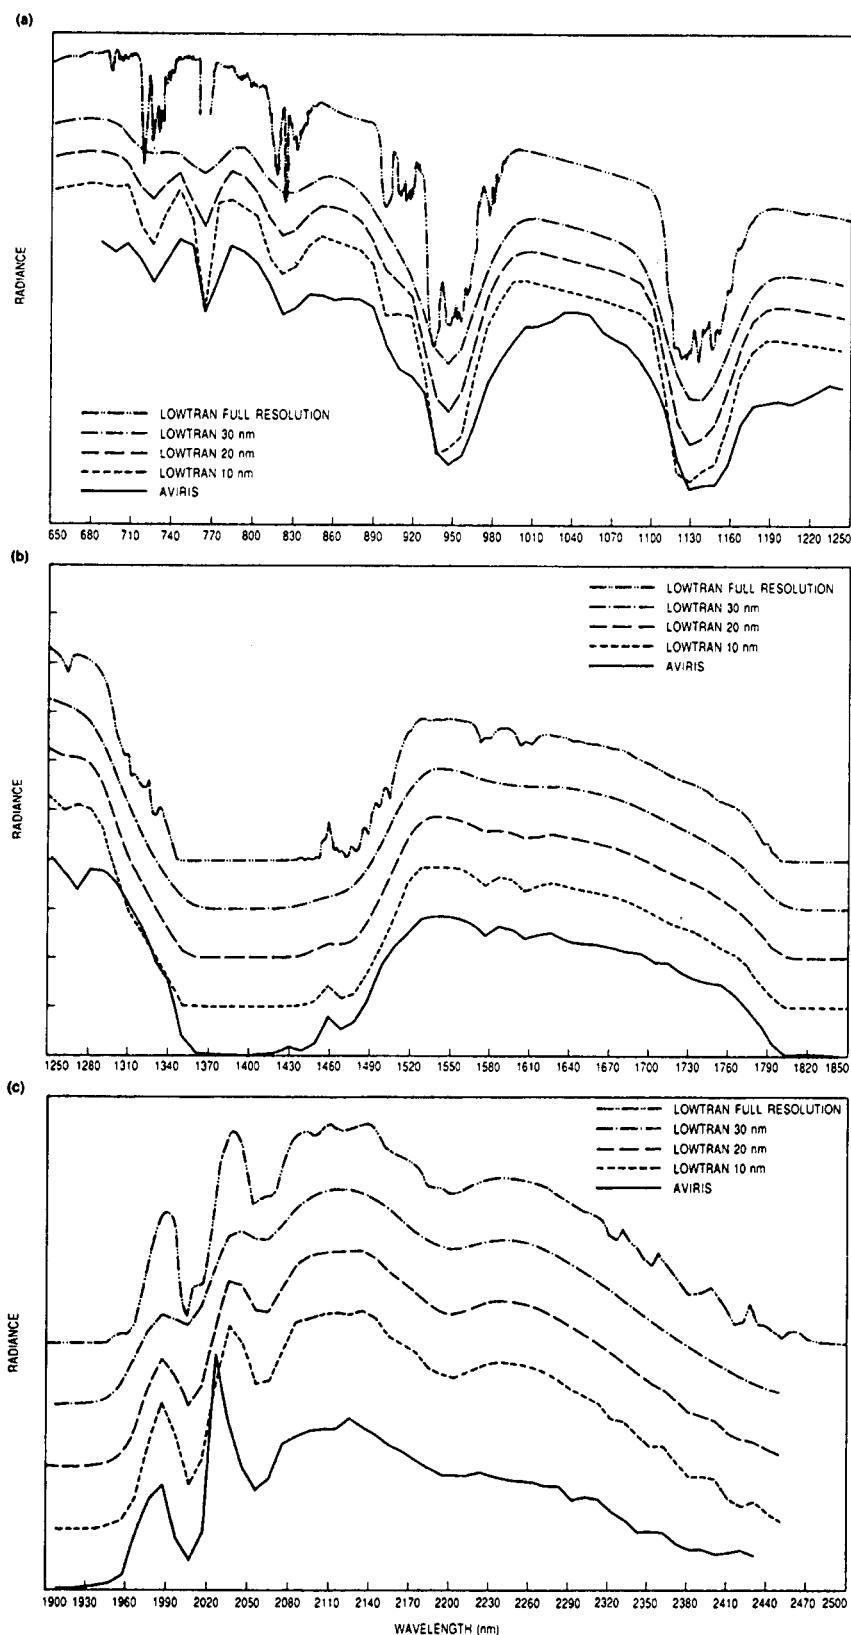 (a)
RADIANCE
LOWTRAN FULL RESOLUTION
LOWTRAN 30 nm
LOWTRAN 20 nm
LOWTRAN 10 nm
AVIRIS
650 680 710 740 770 800 830 860 890 920 950 980 1010 1040 1070 1100 1130 1160 1190 1220 1250
(b)
RADIANCE
LOWTRAN FULL RESOLUTION
LOWTRAN 30 nm
LOWTRAN 20 nm
LOWTRAN 10 nm
AVIRIS
1250 1280 1310 1340 1370 1400 1430 1460 1490 1520 1550 1580 1610 1640 1670 1700 1730 1760 1790 1820 1850
(c)
RADIANCE
LOWTRAN FULL RESOLUTION
LOWTRAN 30 nm
LOWTRAN 20 nm
LOWTRAN 10 nm
AVIRIS
1900 1930 1960 1990 2020 2050 2080 2110 2140 2170 2200 2230 2260 2290 2320 2350 2380 2410 2440 2470 2500
WAVELENGTH (nm)